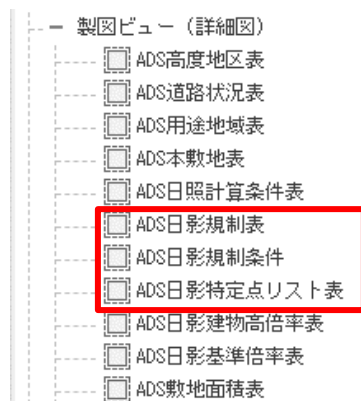 製図ビュー（詳細図）
ADS高度地区表
ADS道路状況表
ADS用途地域表
ADS本敷地表
ADS日照計算条件表
ADS日影規制表
ADS日影規制条件
ADS日影特定点リスト表
ADS日影建物高倍率表
ADS日影基準倍率表
ADS敷地面積表